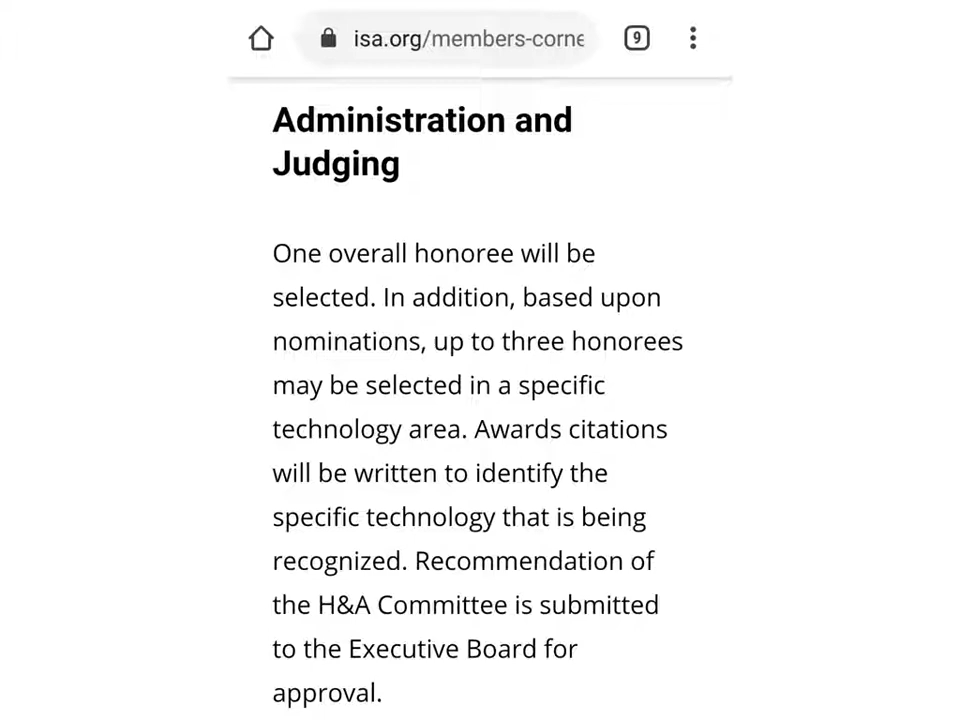 isa.org/members-corne
9
Administration and
Judging
One overall honoree will be
selected. In addition, based upon
nominations, up to three honorees
may be selected in a specific
technology area. Awards citations
will be written to identify the
specific technology that is being
recognized. Recommendation of
the H&A Committee is submitted
to the Executive Board for
approval.